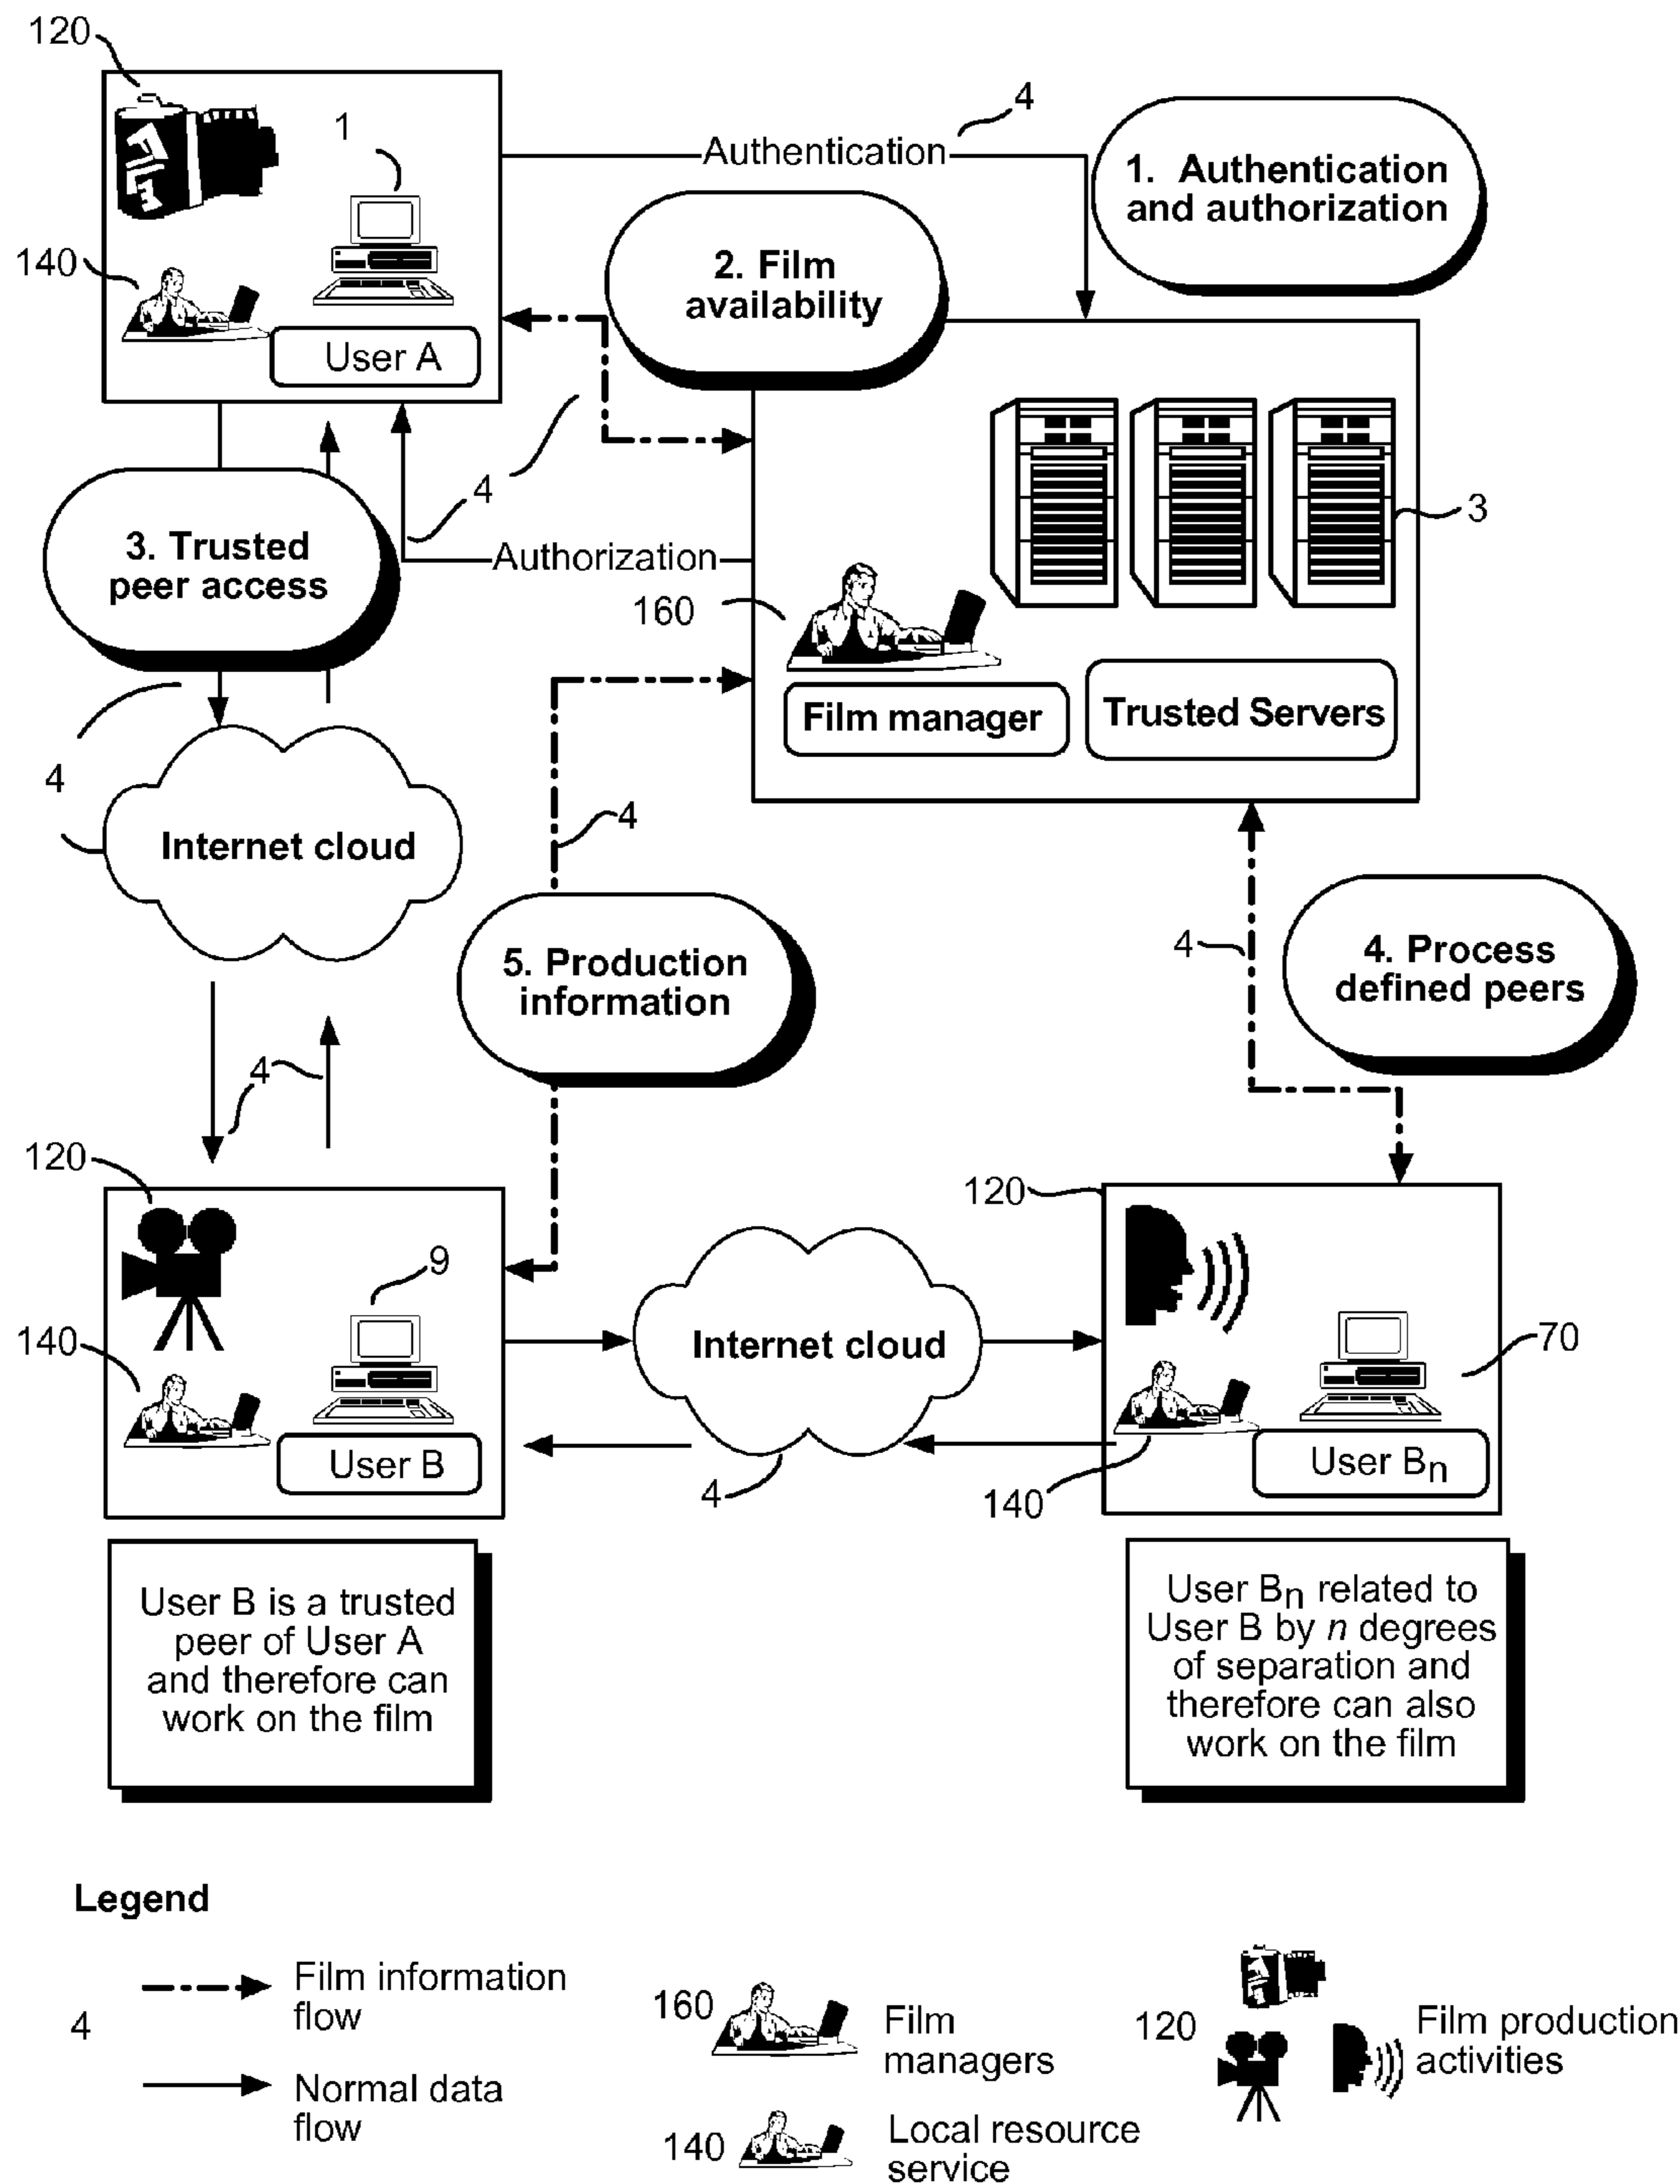 120
4
1
Authentication
1. Authentication
and authorization
140
2. Film
availability
User A
4
3
3. Trusted
peer access
Authorization
160
Film manager
Trusted Servers
4
4
Internet cloud
5. Production
information
4
4. Process
defined peers
4
120
120
9
140
Internet cloud
70
User B
User Bn
4
140
User B is a trusted
peer of User A
and therefore can
work on the film
User Bn related to
User B by n degrees
of separation and
therefore can also
work on the film
Legend
4
Film information
flow
Normal data
flow
160
Film
managers
140
Local resource
service
120
Film production
activities